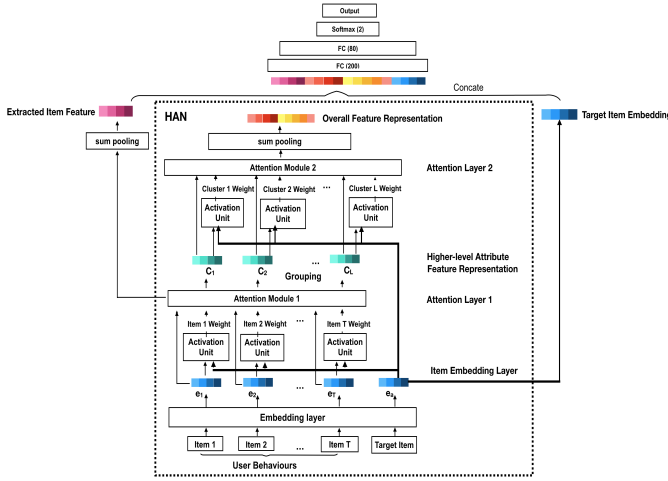 Output
Softmax (2)
FC (80)
FC (200)
Concate
Extracted Item Feature
Target Item Embedding
HAN
Overall Feature Representation
sum pooling
sum pooling
Attention Module 2
Attention Layer 2
Cluster 1 Weight
Cluster 2 Weight
...
Cluster L Weight
Activation
Unit
Activation
Unit
Activation
Unit
Higher-level Attribute
Feature Representation
C1
C2
...
CL
Grouping
Attention Module 1
Attention Layer 1
Item 1 Weight
Item 2 Weight
...
Item T Weight
Activation
Unit
Activation
Unit
Activation
Unit
Item Embedding Layer
e1
e2
...
eT
ea
Embedding layer
Item 1
Item 2
...
Item T
Target Item
User Behaviours